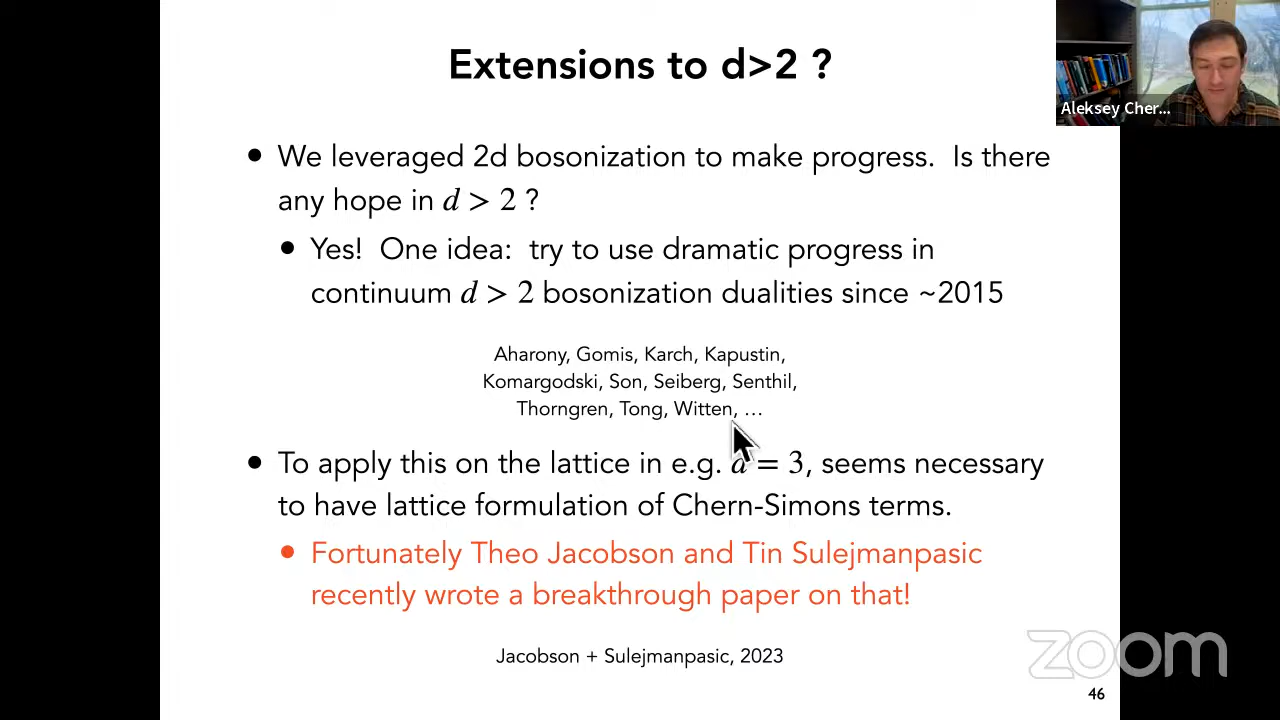 Extensions to d>2 ?
Aleksey Cher...
• We leveraged 2d bosonization to make progress. Is there
any hope in d > 2 ?
• Yes! One idea: try to use dramatic progress in
continuum d > 2 bosonization dualities since ~2015
Aharony, Gomis, Karch, Kapustin,
Komargodski, Son, Seiberg, Senthil,
Thorngren, Tong, Witten, …
• To apply this on the lattice in e.g. d = 3, seems necessary
to have lattice formulation of Chern-Simons terms.
• Fortunately Theo Jacobson and Tin Sulejmanpasic
recently wrote a breakthrough paper on that!
Jacobson + Sulejmanpasic, 2023
zoom
46